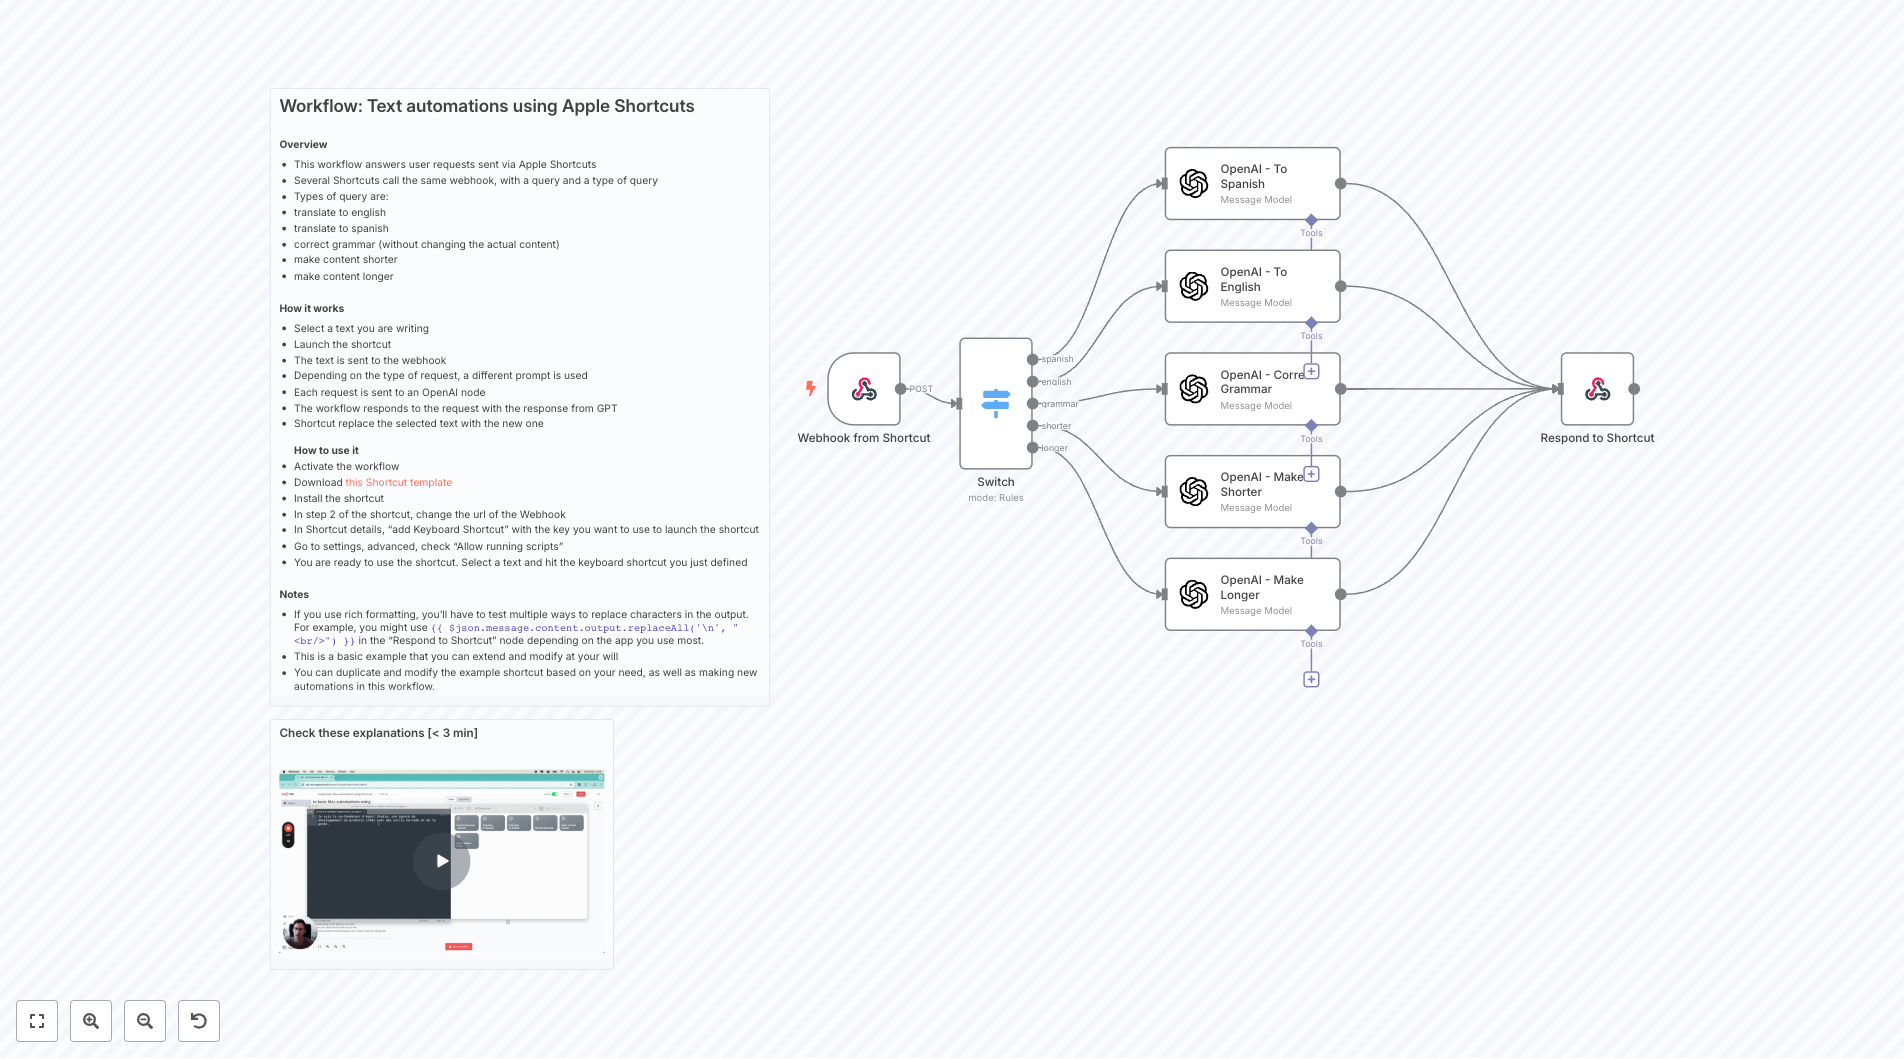 Workflow: Text automations using Apple Shortcuts
Overview
This workflow answers user requests sent via Apple Shortcuts
Several Shortcuts call the same webhook, with a query and a type of query
Types of query are:
translate to english
translate to spanish
correct grammar (without changing the actual content)
make content shorter
make content longer
How it works
Select a text you are writing
Launch the shortcut
The text is sent to the webhook
Depending on the type of request, a different prompt is used
Each request is sent to an OpenAI node
The workflow responds to the request with the response from GPT
Shortcut replace the selected text with the new one
How to use it
Activate the workflow
Download this Shortcut template
Install the shortcut
In step 2 of the shortcut, change the url of the Webhook
In Shortcut details, “add Keyboard Shortcut” with the key you want to use to launch the shortcut
Go to settings, advanced, check “Allow running scripts”
You are ready to use the shortcut. Select a text and hit the keyboard shortcut you just defined
Notes
If you use rich formatting, you’ll have to test multiple ways to replace characters in the output.
For example, you might use {{ $json.message.content.output.replaceAll('\n', "
<br/>") }} in the “Respond to Shortcut” node depending on the app you use most.
This is a basic example that you can extend and modify at your will
You can duplicate and modify the example shortcut based on your need, as well as making new
automations in this workflow.
Check these explanations [< 3 min]
Webhook from Shortcut
POST
Switch
mode: Rules
spanish
english
grammar
shorter
longer
OpenAI - To
Spanish
Message Model
Tools
OpenAI - To
English
Message Model
Tools
OpenAI - Corre
Grammar
Message Model
Tools
OpenAI - Make
Shorter
Message Model
Tools
OpenAI - Make
Longer
Message Model
Tools
Respond to Shortcut